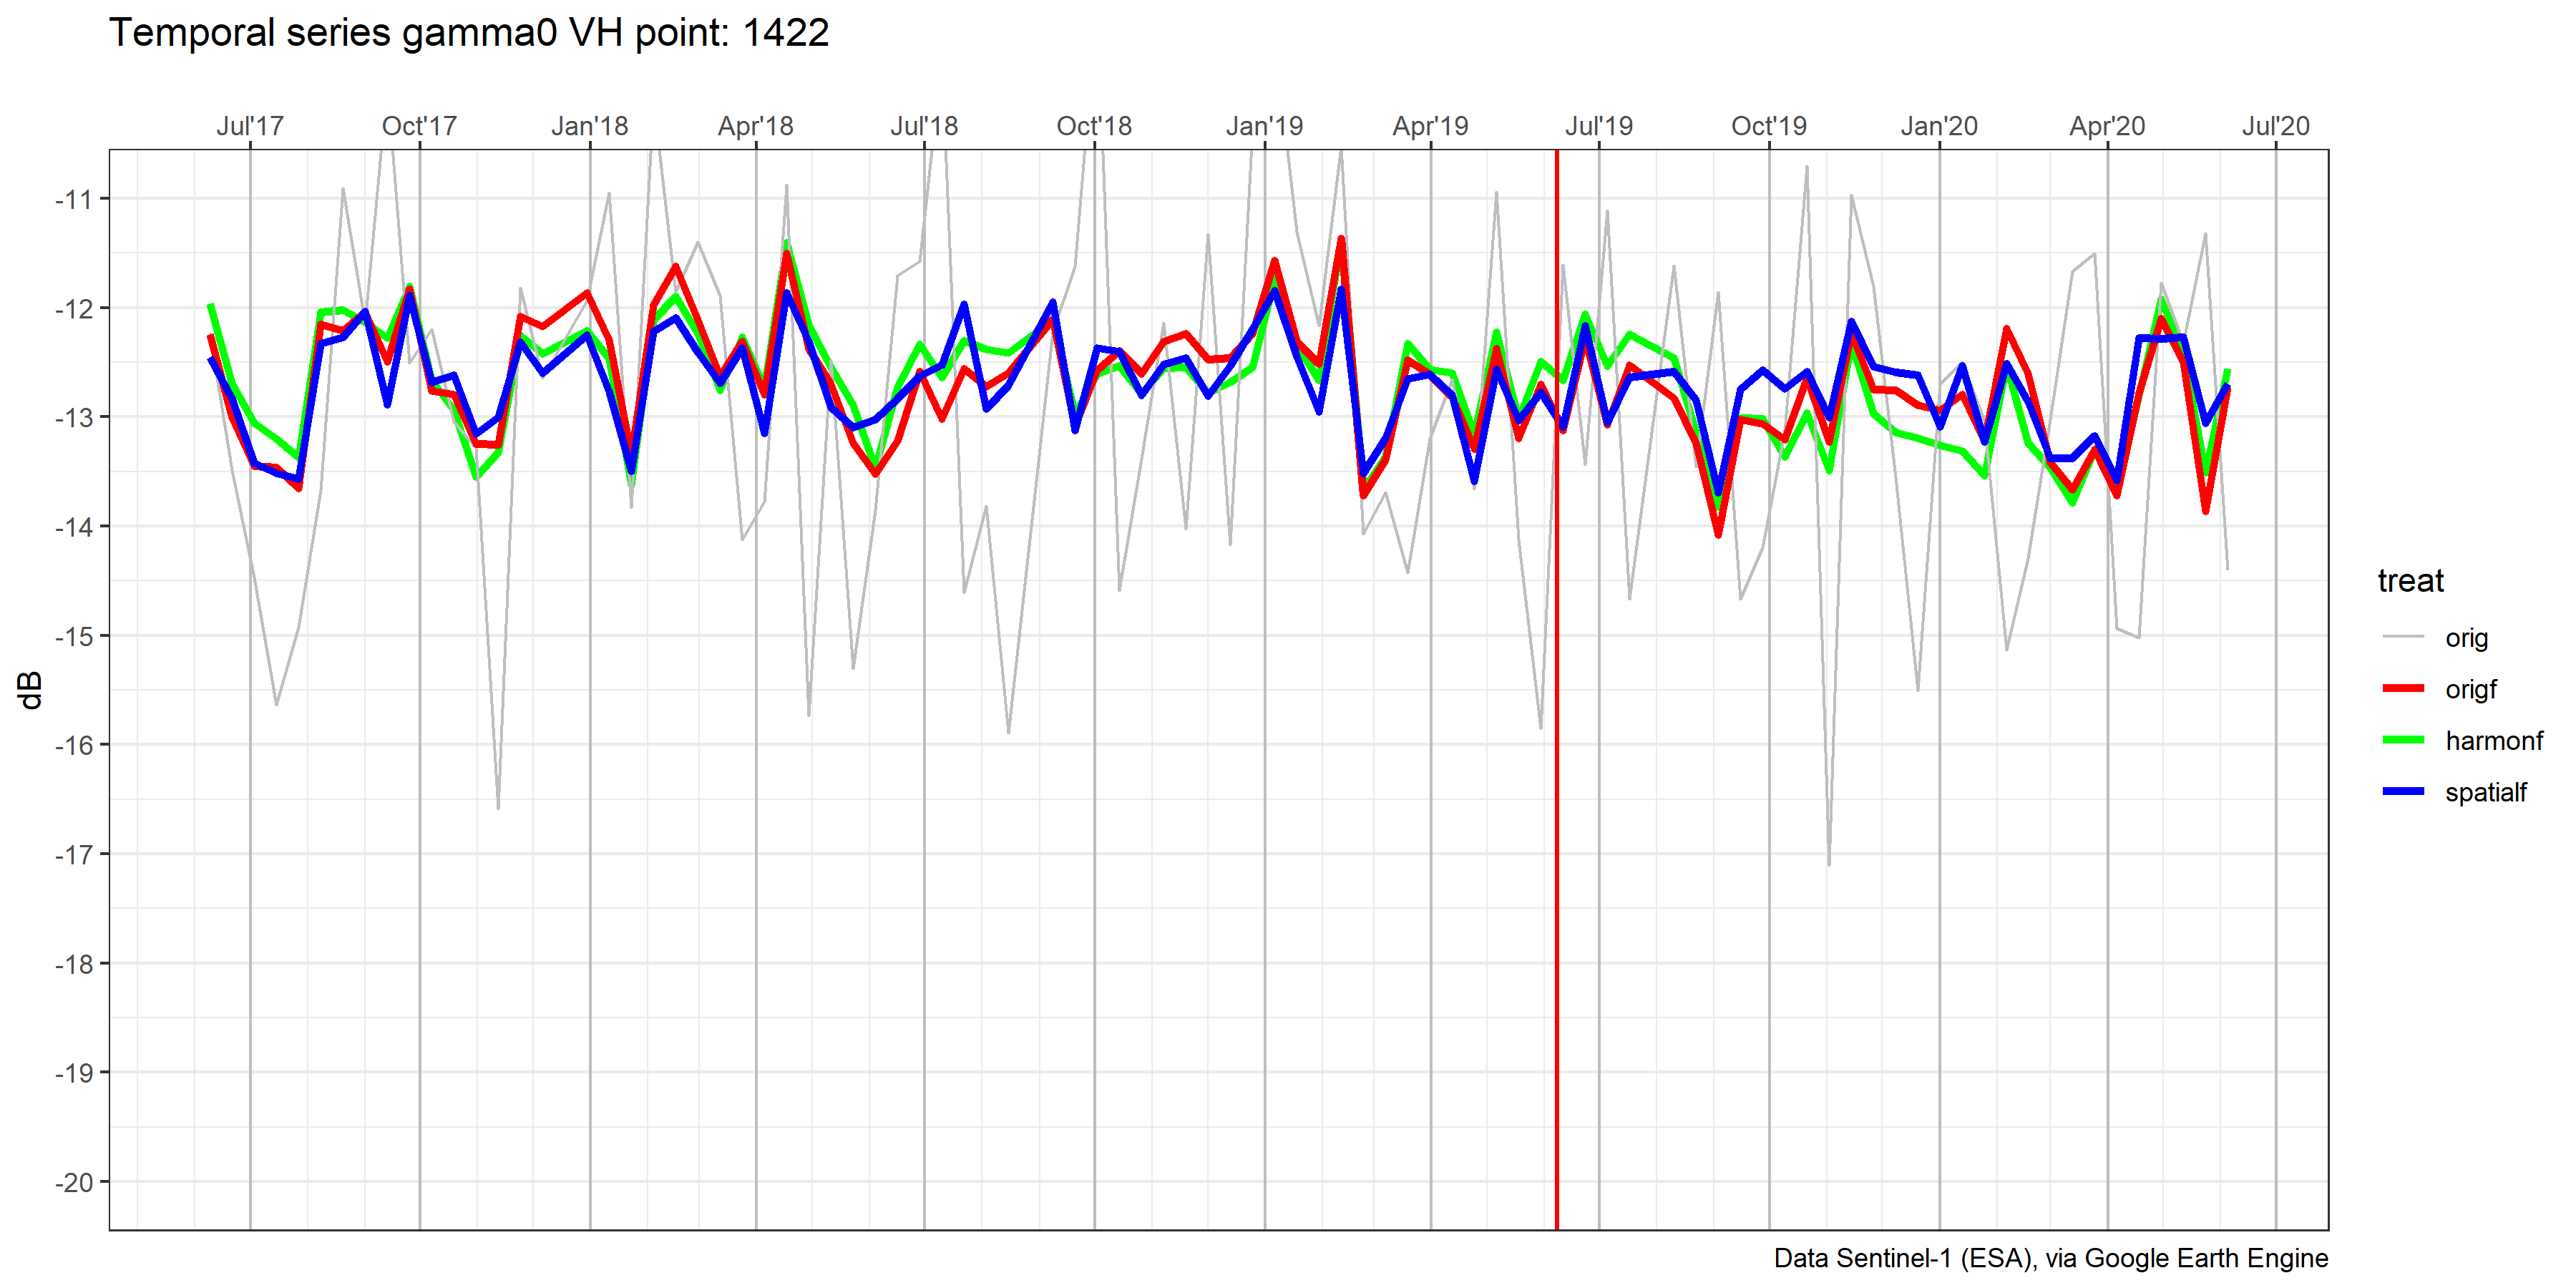 Temporal series gamma0 VH point: 1422
Jul'17 Oct'17 Jan'18 Apr'18 Jul'18 Oct'18 Jan'19 Apr'19 Jul'19 Oct'19 Jan'20 Apr'20 Jul'20
-11
-12
-13
-14
-15
-16
-17
-18
-19
-20
dB
treat
orig
origf
harmonf
spatialf
Data Sentinel-1 (ESA), via Google Earth Engine